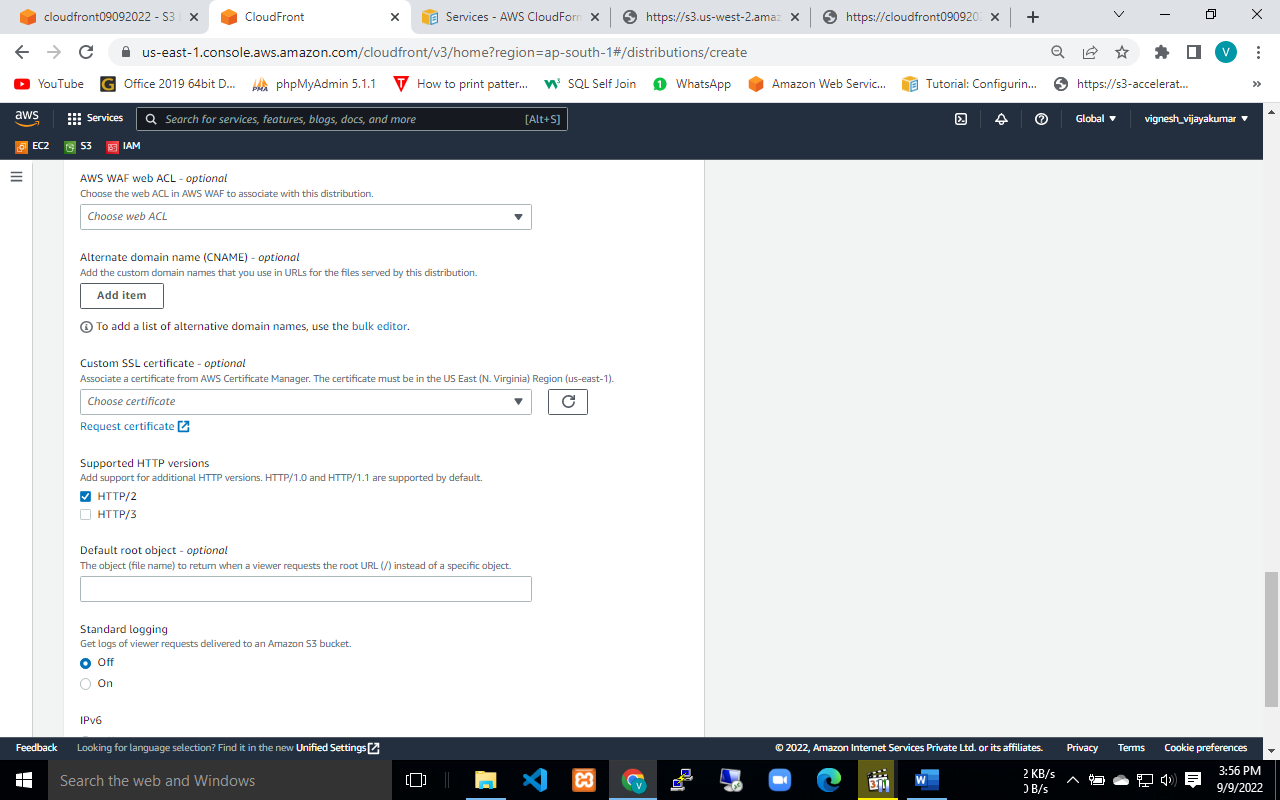 cloudfront09092022 - S3
CloudFront
Services - AWS CloudForm
https://s3.us-west-2.amaz
https://cloudfront090920
us-east-1.console.aws.amazon.com/cloudfront/v3/home?region=ap-south-1#/distributions/create
V
YouTube
Office 2019 64bit D...
phpMyAdmin 5.1.1
How to print patter...
SQL Self Join
WhatsApp
Amazon Web Servic...
Tutorial: Configurin...
https://s3-accelerat...
aws
Services
Search for services, features, blogs, docs, and more
[Alt+S]
Global
vignesh_vijayakumar
EC2
S3
IAM
AWS WAF web ACL - optional
Choose the web ACL in AWS WAF to associate with this distribution.
Choose web ACL
Alternate domain name (CNAME) - optional
Add the custom domain names that you use in URLs for the files served by this distribution.
Add item
To add a list of alternative domain names, use the bulk editor.
Custom SSL certificate - optional
Associate a certificate from AWS Certificate Manager. The certificate must be in the US East (N. Virginia) Region (us-east-1).
Choose certificate
Request certificate
Supported HTTP versions
Add support for additional HTTP versions. HTTP/1.0 and HTTP/1.1 are supported by default.
HTTP/2
HTTP/3
Default root object - optional
The object (file name) to return when a viewer requests the root URL (/) instead of a specific object.
Standard logging
Get logs of viewer requests delivered to an Amazon S3 bucket.
Off
On
IPv6
Feedback
Looking for language selection? Find it in the new Unified Settings
© 2022, Amazon Internet Services Private Ltd. or its affiliates.
Privacy
Terms
Cookie preferences
Search the web and Windows
2 KB/s
0 B/s
3:56 PM
9/9/2022